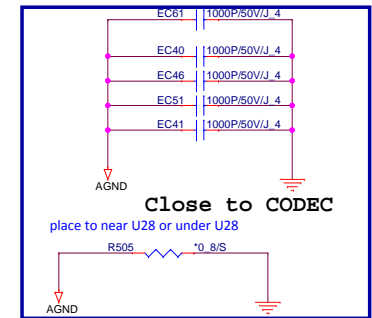 EC61 1000P/50V/J_4
EC40 1000P/50V/J_4
EC46 1000P/50V/J_4
EC51 1000P/50V/J_4
EC41 1000P/50V/J_4
AGND
Close to CODEC
place to near U28 or under U28
R505 *0_8/S
AGND